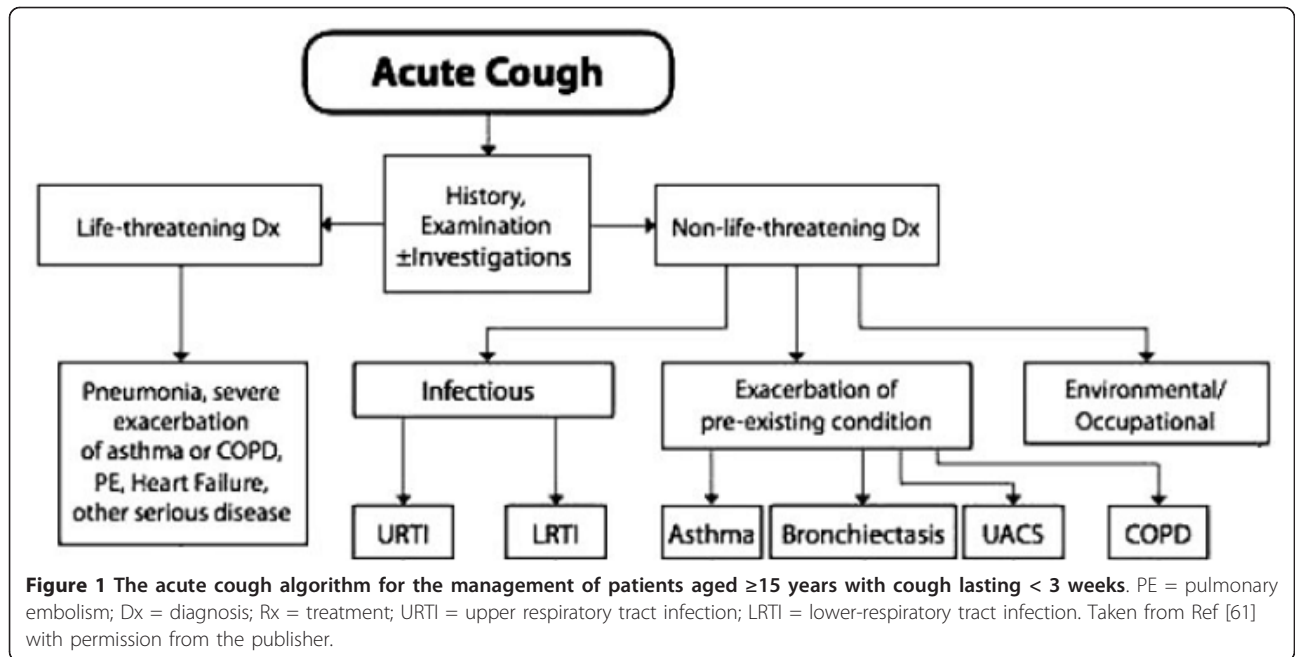 Acute Cough
History,
Examination
±Investigations
Life-threatening Dx
Non-life-threatening Dx
Pneumonia, severe
exacerbation
of asthma or COPD,
PE, Heart Failure,
other serious disease
Infectious
Exacerbation of
pre-existing condition
Environmental/
Occupational
URTI
LRTI
Asthma
Bronchiectasis
UACS
COPD
Figure 1 The acute cough algorithm for the management of patients aged ≥15 years with cough lasting < 3 weeks. PE = pulmonary
embolism; Dx = diagnosis; Rx = treatment; URTI = upper respiratory tract infection; LRTI = lower-respiratory tract infection. Taken from Ref [61]
with permission from the publisher.